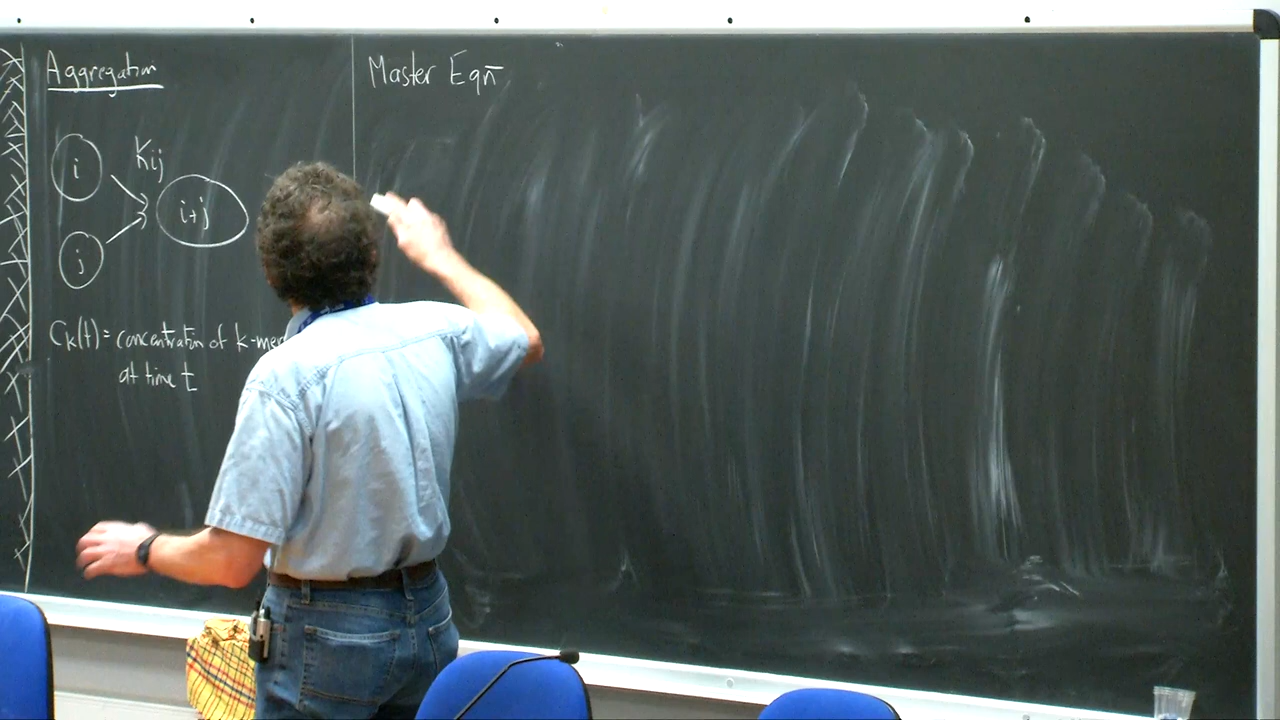 Aggregation
Kij
i
i+j
j
Ck(t) = concentration of k-mer
at time t
Master Eqn